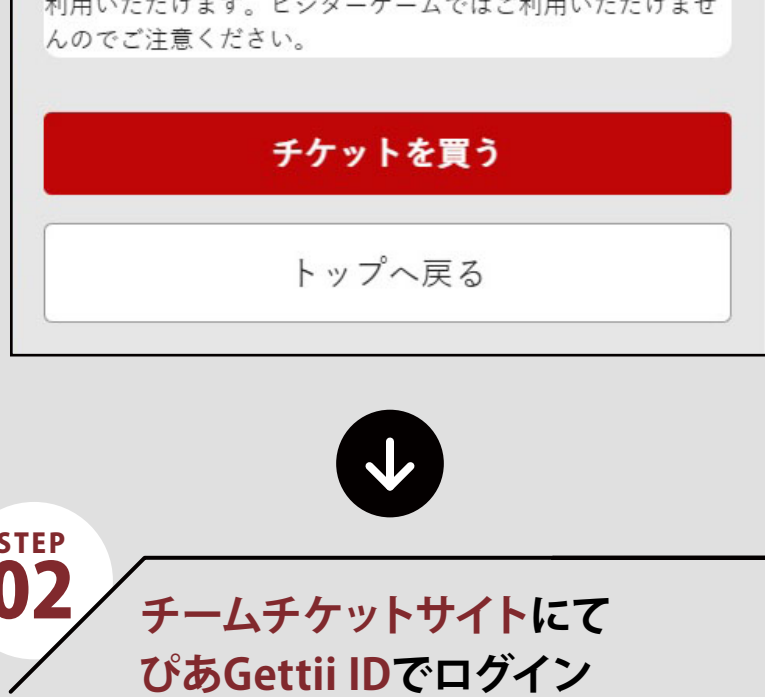 利用いただけます。ビジターゲームではご利用いただけませ
んのでご注意ください。
チケットを買う
トップへ戻る
STEP
02
チームチケットサイトにて
ぴあGettii IDでログイン